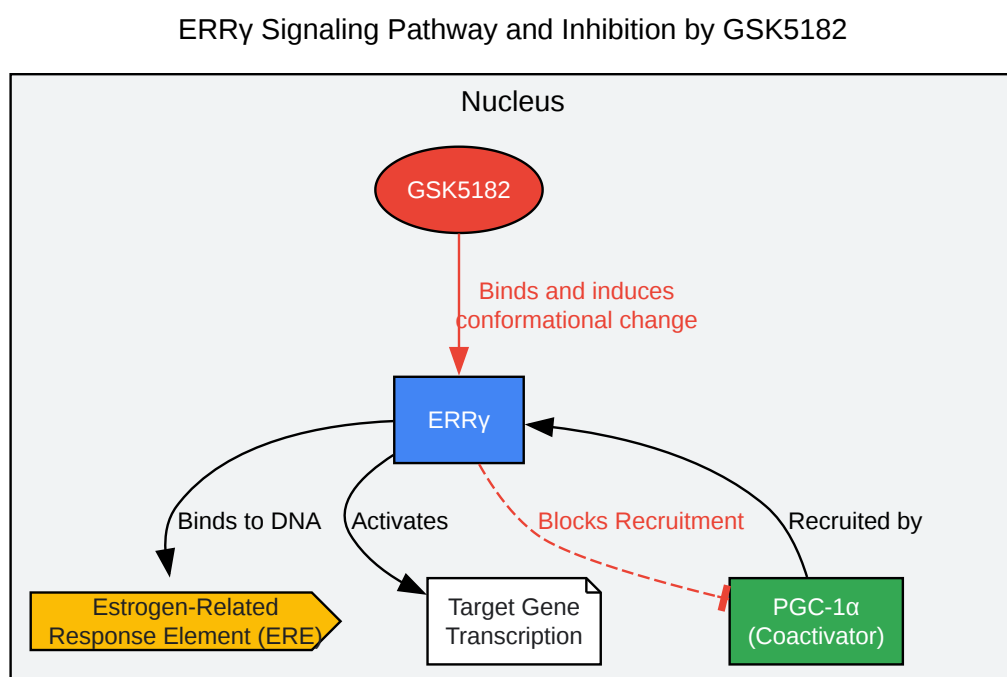 ERRγ Signaling Pathway and Inhibition by GSK5182
Nucleus
GSK5182
Binds and induces
conformational change
ERRγ
Binds to DNA
Activates
Blocks Recruitment
Recruited by
Estrogen-Related
Response Element (ERE)
Target Gene
Transcription
PGC-1α
(Coactivator)